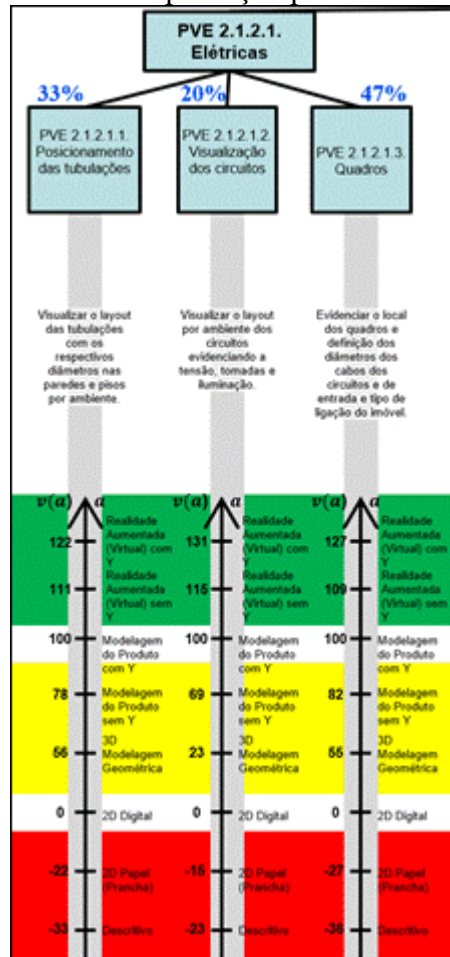 PVE 2.1.2.1.
Elétricas
33%
20%
47%
PVE 2.1.2.1.1.
Posicionamento
das tubulações
PVE 2.1.2.1.2.
Visualização
dos circuitos
PVE 2.1.2.1.3.
Quadros
Visualizar o layout
das tubulações
com os
respectivos
diâmetros nas
paredes e pisos
por ambiente.
Visualizar o layout
por ambiente dos
circuitos
evidenciando a
tensão, tomadas e
iluminação.
Evidenciar o local
dos quadros e
definição dos
diâmetros dos
cabos dos
circuitos e de
entrada e tipo de
ligação do imóvel.
v(a) a
122
Realidade
Aumentada
(Virtual) com
Y
111
Realidade
Aumentada
(Virtual) sem
Y
100
Modelagem
do Produto
com Y
78
Modelagem
do Produto
sem Y
56
3D
Modelagem
Geométrica
0
2D Digital
-22
2D Papel
(Prancha)
-33
Descritivo
v(a) a
131
Realidade
Aumentada
(Virtual) com
Y
115
Realidade
Aumentada
(Virtual) sem
Y
100
Modelagem
do Produto
com Y
69
Modelagem
do Produto
sem Y
23
3D
Modelagem
Geométrica
0
2D Digital
-15
2D Papel
(Prancha)
-23
Descritivo
v(a) a
127
Realidade
Aumentada
(Virtual) com
Y
109
Realidade
Aumentada
(Virtual) sem
Y
100
Modelagem
do Produto
com Y
82
Modelagem
do Produto
sem Y
55
3D
Modelagem
Geométrica
0
2D Digital
-27
2D Papel
(Prancha)
-36
Descritivo